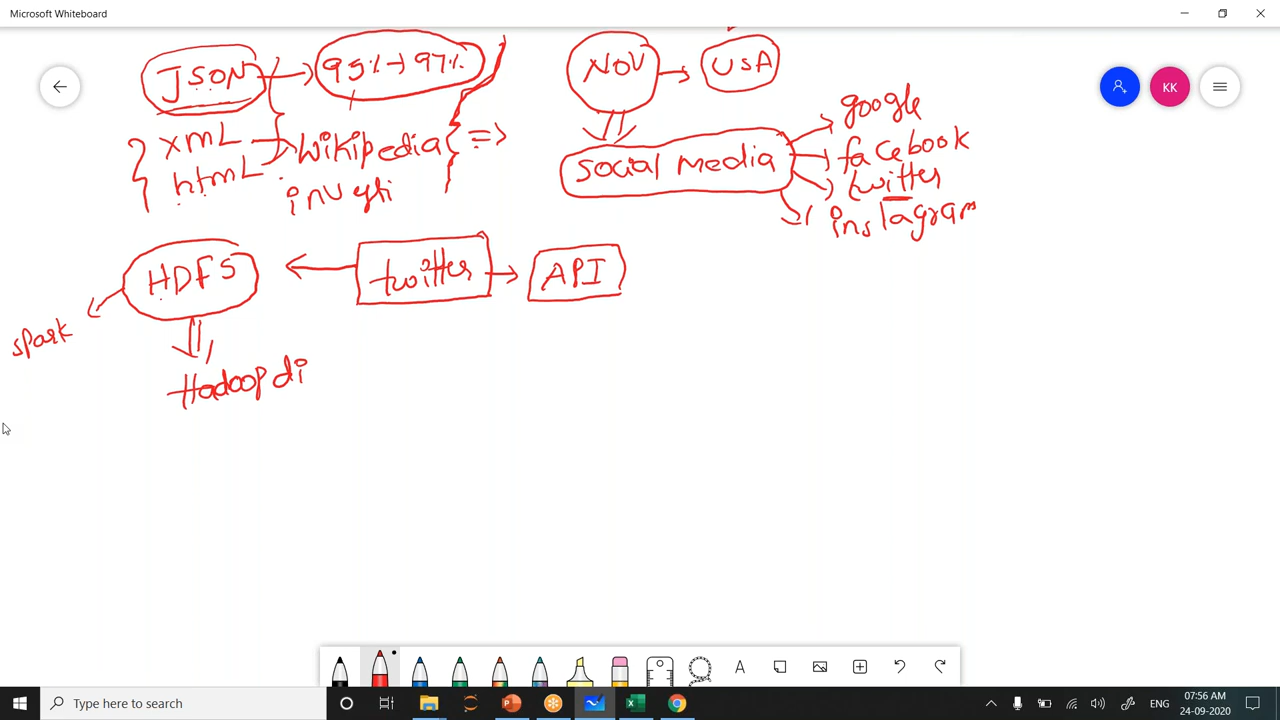 Microsoft Whiteboard
JSON → 95% → 97%
xmL
htmL
wikipedia =>
NOV → USA
social media
google
facebook
twitter
instagram
KK
HDFS
twitter
API
spark
Hadoop di
A
Type here to search
ENG
07:56 AM
24-09-2020